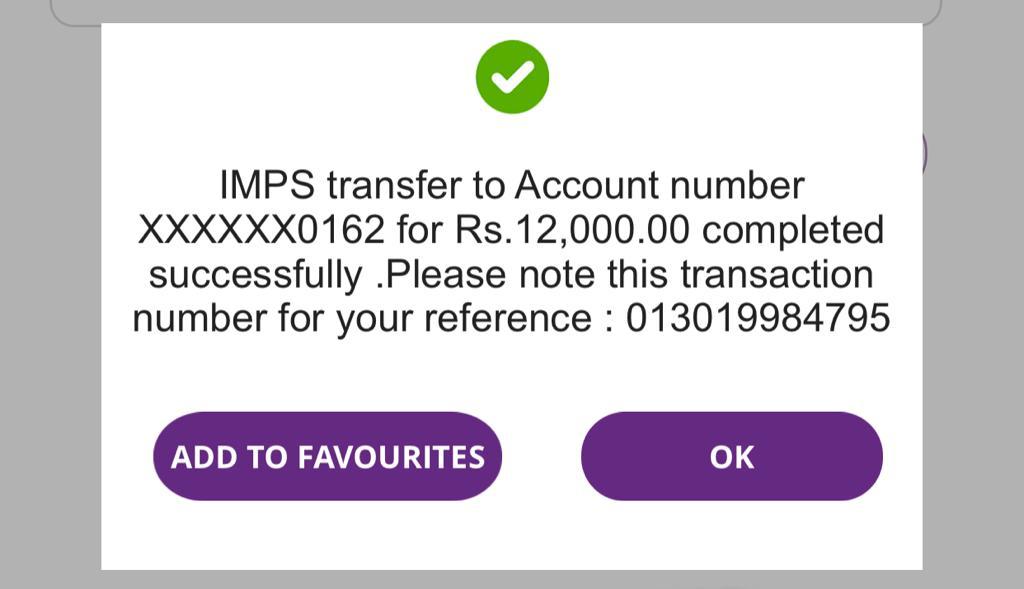 IMPS transfer to Account number
XXXXXX0162 for Rs.12,000.00 completed
successfully .Please note this transaction
number for your reference : 013019984795
ADD TO FAVOURITES
OK